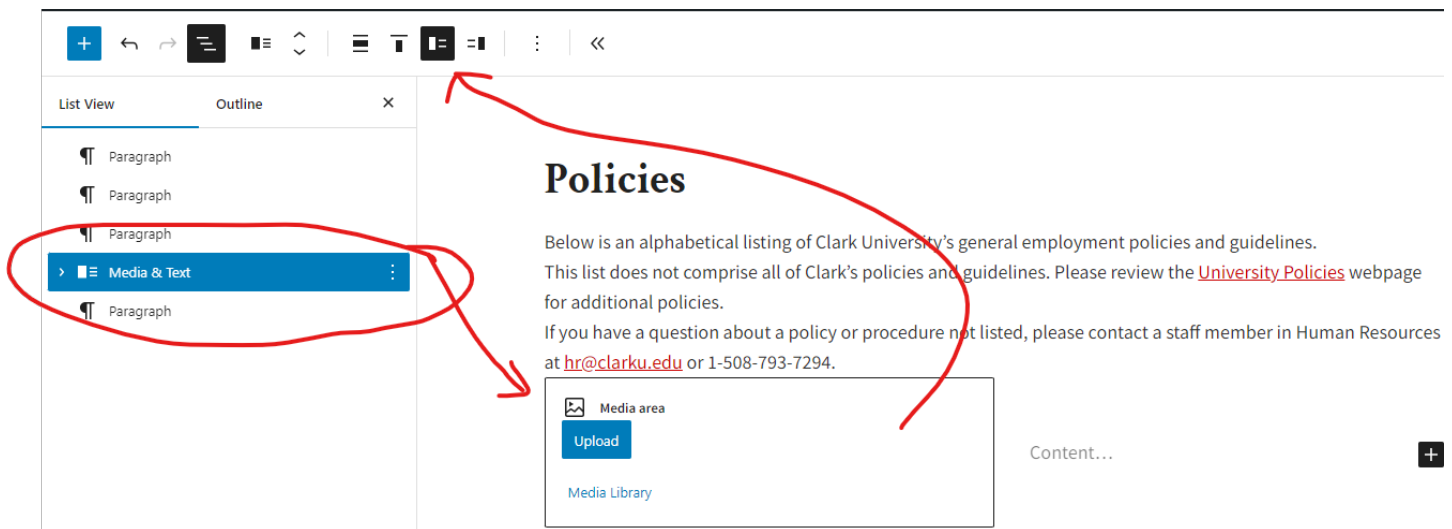 List View
Outline
Paragraph
Paragraph
Paragraph
Media & Text
Paragraph
Policies
Below is an alphabetical listing of Clark University's general employment policies and guidelines.
This list does not comprise all of Clark's policies and guidelines. Please review the University Policies webpage
for additional policies.
If you have a question about a policy or procedure not listed, please contact a staff member in Human Resources
at hr@clarku.edu or 1-508-793-7294.
Media area
Upload
Content…
Media Library